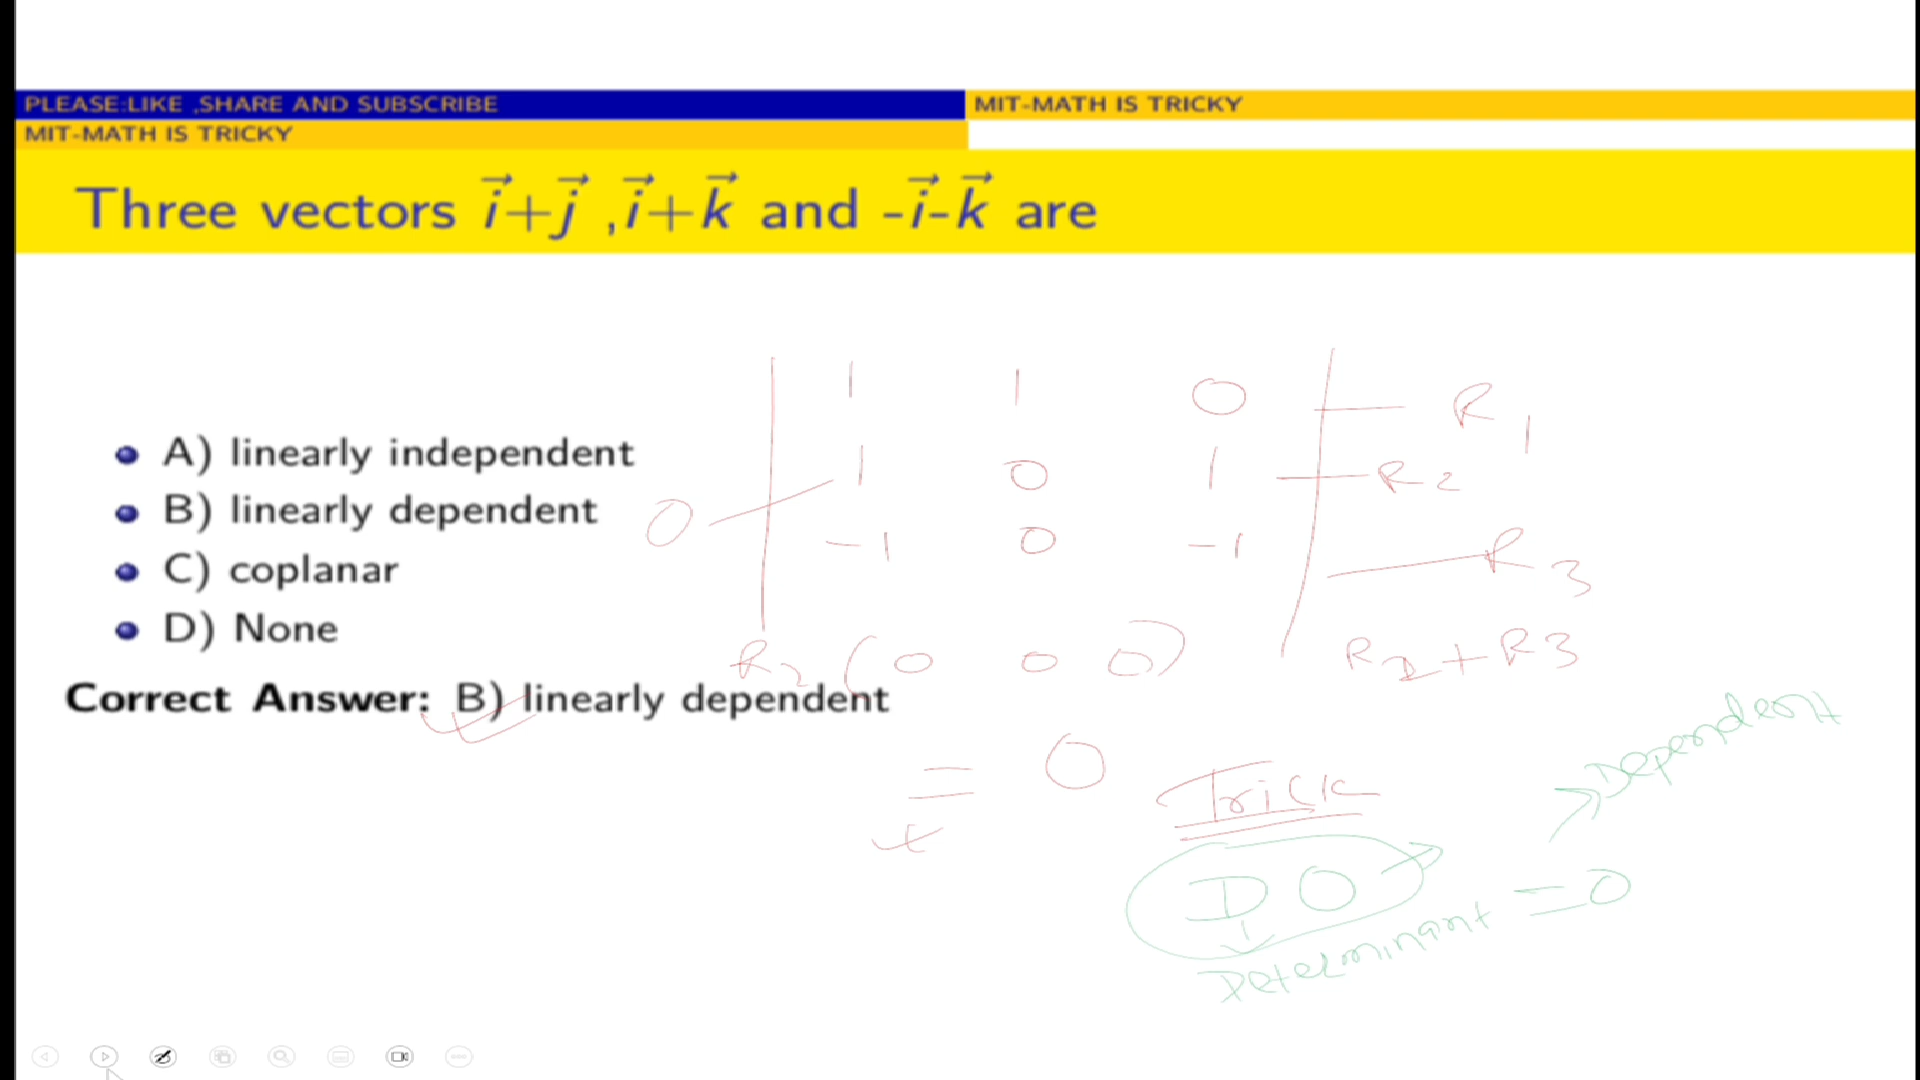 PLEASE:LIKE ,SHARE AND SUBSCRIBE MIT-MATH IS TRICKY
MIT-MATH IS TRICKY
Three vectors i⃗+j⃗ ,i⃗+k⃗ and -i⃗-k⃗ are
A) linearly independent
B) linearly dependent
C) coplanar
D) None
Correct Answer: B) linearly dependent
1 1 0 R1
0 1 0 1 R2
-1 0 -1 R3
R2 (0 0 0) R2+R3
= 0
Trick
DO
Dependent
Determinant = 0